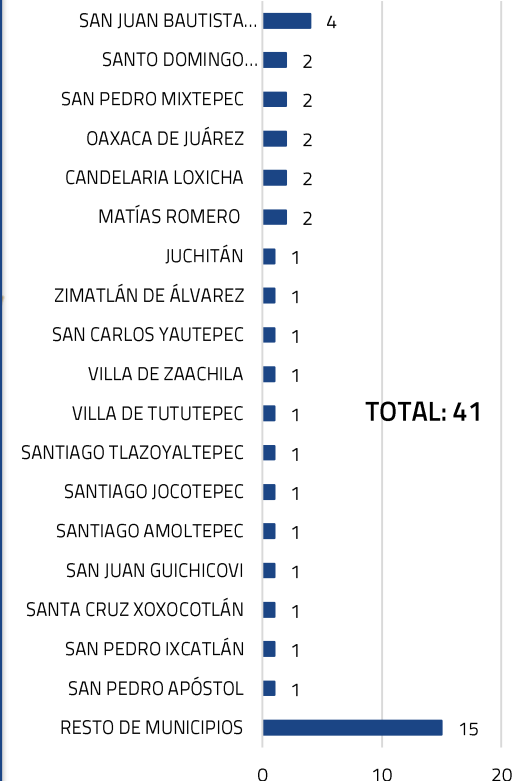 SAN JUAN BAUTISTA... 4
SANTO DOMINGO... 2
SAN PEDRO MIXTEPEC 2
OAXACA DE JUÁREZ 2
CANDELARIA LOXICHA 2
MATÍAS ROMERO 2
JUCHITÁN 1
ZIMATLÁN DE ÁLVAREZ 1
SAN CARLOS YAUTEPEC 1
VILLA DE ZAACHILA 1
VILLA DE TUTUTEPEC 1
TOTAL: 41
SANTIAGO TLAZOYALTEPEC 1
SANTIAGO JOCOTEPEC 1
SANTIAGO AMOLTEPEC 1
SAN JUAN GUICHICOVI 1
SANTA CRUZ XOXOCOTLÁN 1
SAN PEDRO IXCATLÁN 1
SAN PEDRO APÓSTOL 1
RESTO DE MUNICIPIOS 15
0 10 20